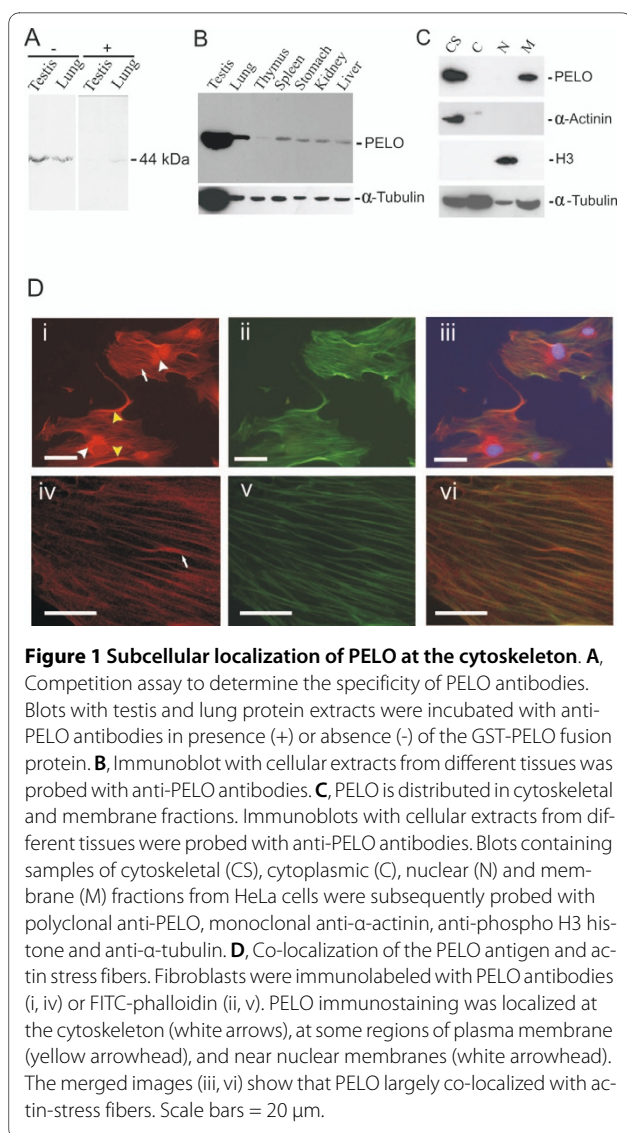 A
B
C
- +
Testis Lung Testis Lung
- 44 kDa
Testis Lung Thymus Spleen Stomach Kidney Liver
- PELO
-α-Tubulin
CS C N M
-PELO
-α-Actinin
-H3
-α-Tubulin
D
i ii iii
iv v vi
Figure 1 Subcellular localization of PELO at the cytoskeleton. A,
Competition assay to determine the specificity of PELO antibodies.
Blots with testis and lung protein extracts were incubated with anti-
PELO antibodies in presence (+) or absence (-) of the GST-PELO fusion
protein. B, Immunoblot with cellular extracts from different tissues was
probed with anti-PELO antibodies. C, PELO is distributed in cytoskeletal
and membrane fractions. Immunoblots with cellular extracts from dif-
ferent tissues were probed with anti-PELO antibodies. Blots containing
samples of cytoskeletal (CS), cytoplasmic (C), nuclear (N) and mem-
brane (M) fractions from HeLa cells were subsequently probed with
polyclonal anti-PELO, monoclonal anti-α-actinin, anti-phospho H3 his-
tone and anti-α-tubulin. D, Co-localization of the PELO antigen and ac-
tin stress fibers. Fibroblasts were immunolabeled with PELO antibodies
(i, iv) or FITC-phalloidin (ii, v). PELO immunostaining was localized at
the cytoskeleton (white arrows), at some regions of plasma membrane
(yellow arrowhead), and near nuclear membranes (white arrowhead).
The merged images (iii, vi) show that PELO largely co-localized with ac-
tin-stress fibers. Scale bars = 20 μm.